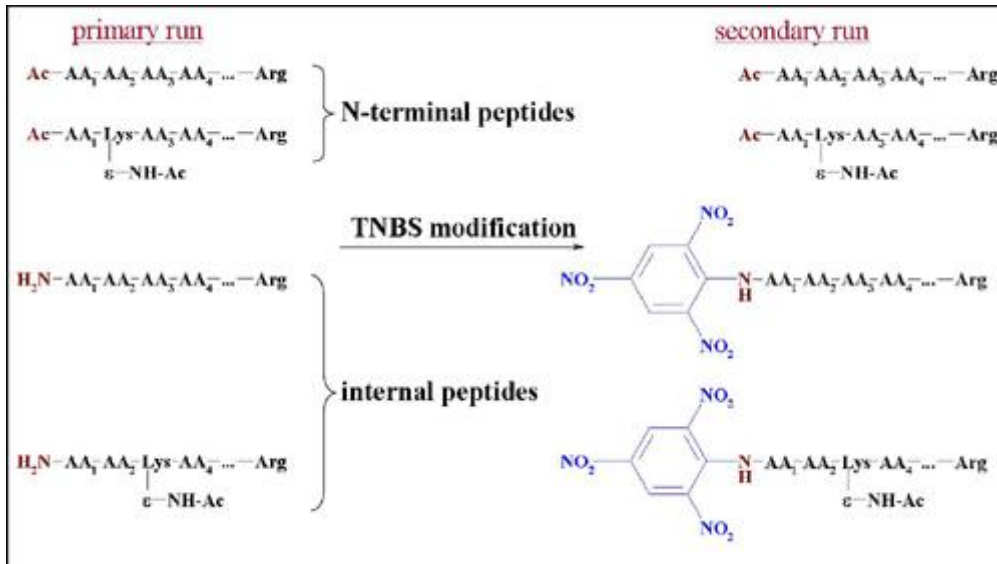 primary run
secondary run
Ac–AA1–AA2–AA3–AA4–...–Arg
Ac–AA1–AA2–AA3–AA4–...–Arg
N-terminal peptides
Ac–AA1–Lys–AA3–AA4–...–Arg
ε–NH-Ac
Ac–AA1–Lys–AA3–AA4–...–Arg
ε–NH-Ac
TNBS modification
H2N–AA1–AA2–AA3–AA4–...–Arg
NO2
NO2
NO2
N
H
–AA1–AA2–AA3–AA4–...–Arg
internal peptides
H2N–AA1–AA2–Lys–AA4–...–Arg
ε–NH-Ac
NO2
NO2
NO2
N
H
–AA1–AA2–Lys–AA4–...–Arg
ε–NH-Ac